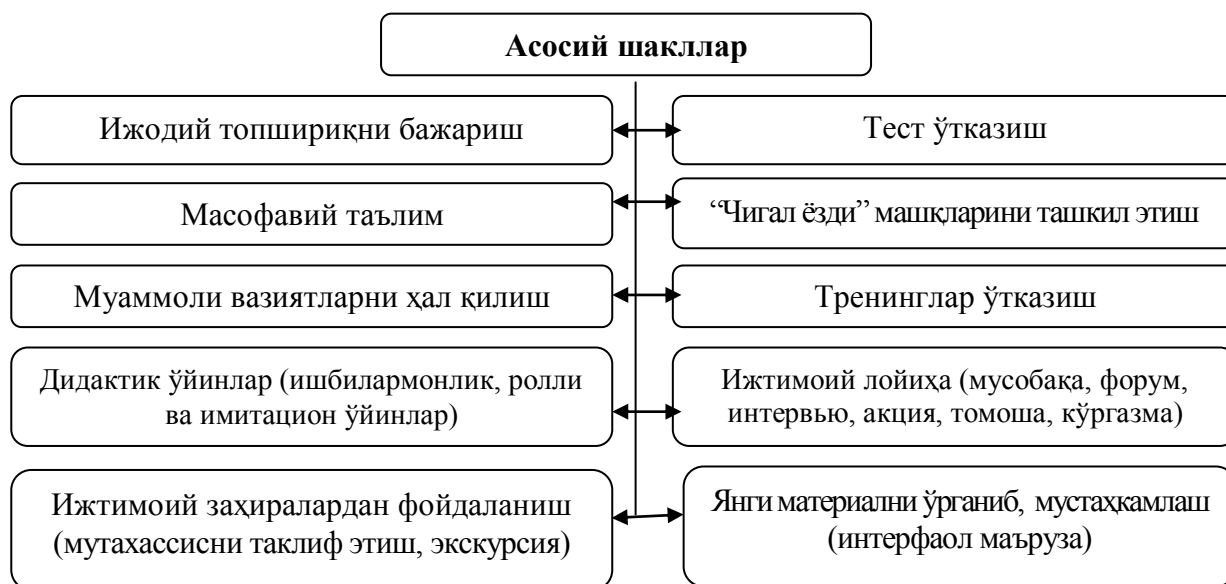 Асосий шакллар
Ижодий топшириқни бажариш
Тест ўтказиш
Масофавий таълим
“Чигал ёзди” машқларини ташкил этиш
Муаммоли вазиятларни ҳал қилиш
Тренинглар ўтказиш
Дидактик ўйинлар (ишбилармонлик, ролли
ва имитацион ўйинлар)
Ижтимоий лойиҳа (мусобақа, форум,
интервью, акция, томоша, кўргазма)
Ижтимоий заҳиралардан фойдаланиш
(мутахассисни таклиф этиш, экскурсия)
Янги материални ўрганиб, мустаҳкамлаш
(интерфаол маъруза)